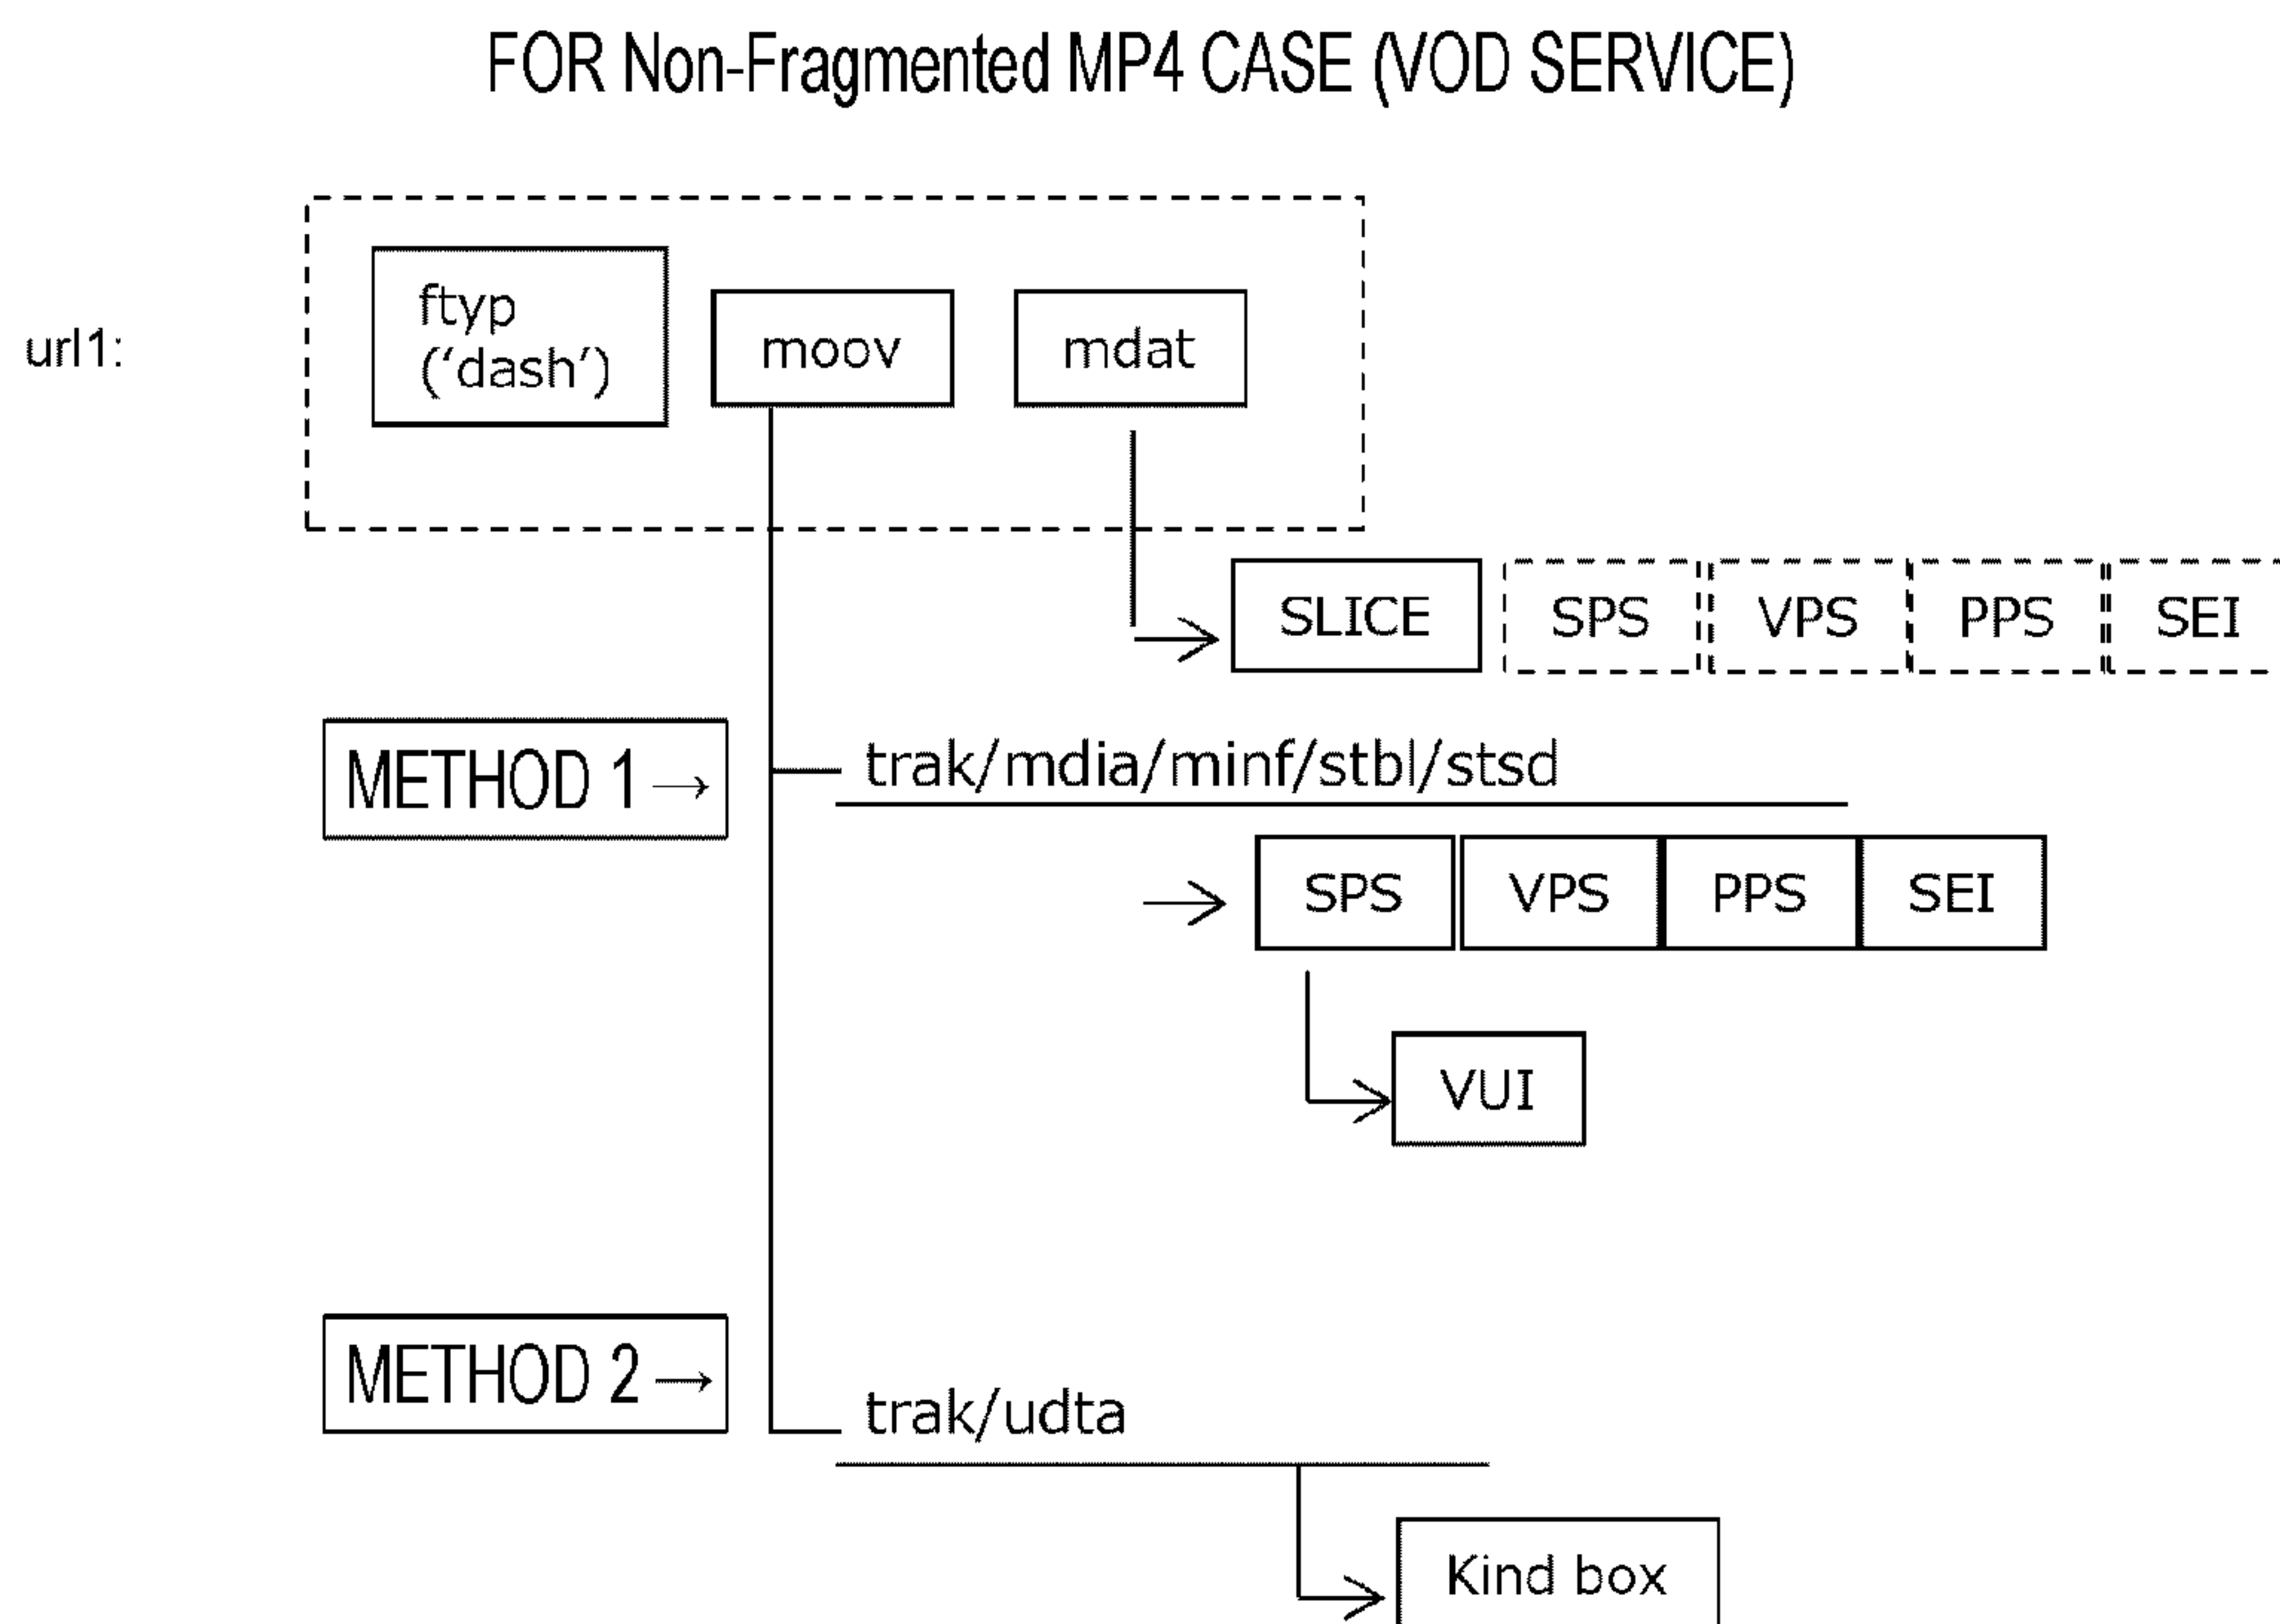 FOR Non-Fragmented MP4 CASE (VOD SERVICE)
url1:
ftyp
(‘dash’)
moov
mdat
SLICE SPS VPS PPS SEI
METHOD 1 →
trak/mdia/minf/stbl/stsd
SPS VPS PPS SEI
VUI
METHOD 2 →
trak/udta
Kind box